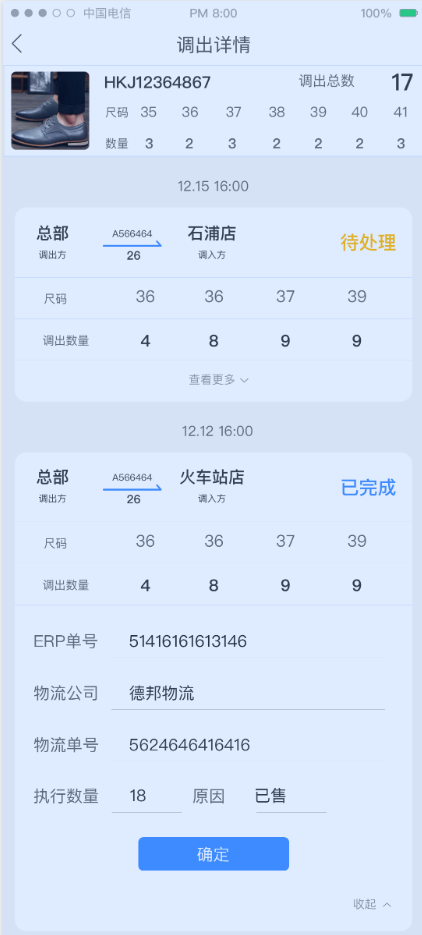 中国电信 PM 8:00 100%
调出详情
HKJ12364867 调出总数 17
尺码 35 36 37 38 39 40 41
数量 3 2 3 2 2 2 3
12.15 16:00
总部 A566464 石浦店 待处理
调出方 26 调入方
尺码 36 36 37 39
调出数量 4 8 9 9
查看更多
12.12 16:00
总部 A566464 火车站店 已完成
调出方 26 调入方
尺码 36 36 37 39
调出数量 4 8 9 9
ERP单号 51416161613146
物流公司 德邦物流
物流单号 5624646416416
执行数量 18 原因 已售
确定
收起